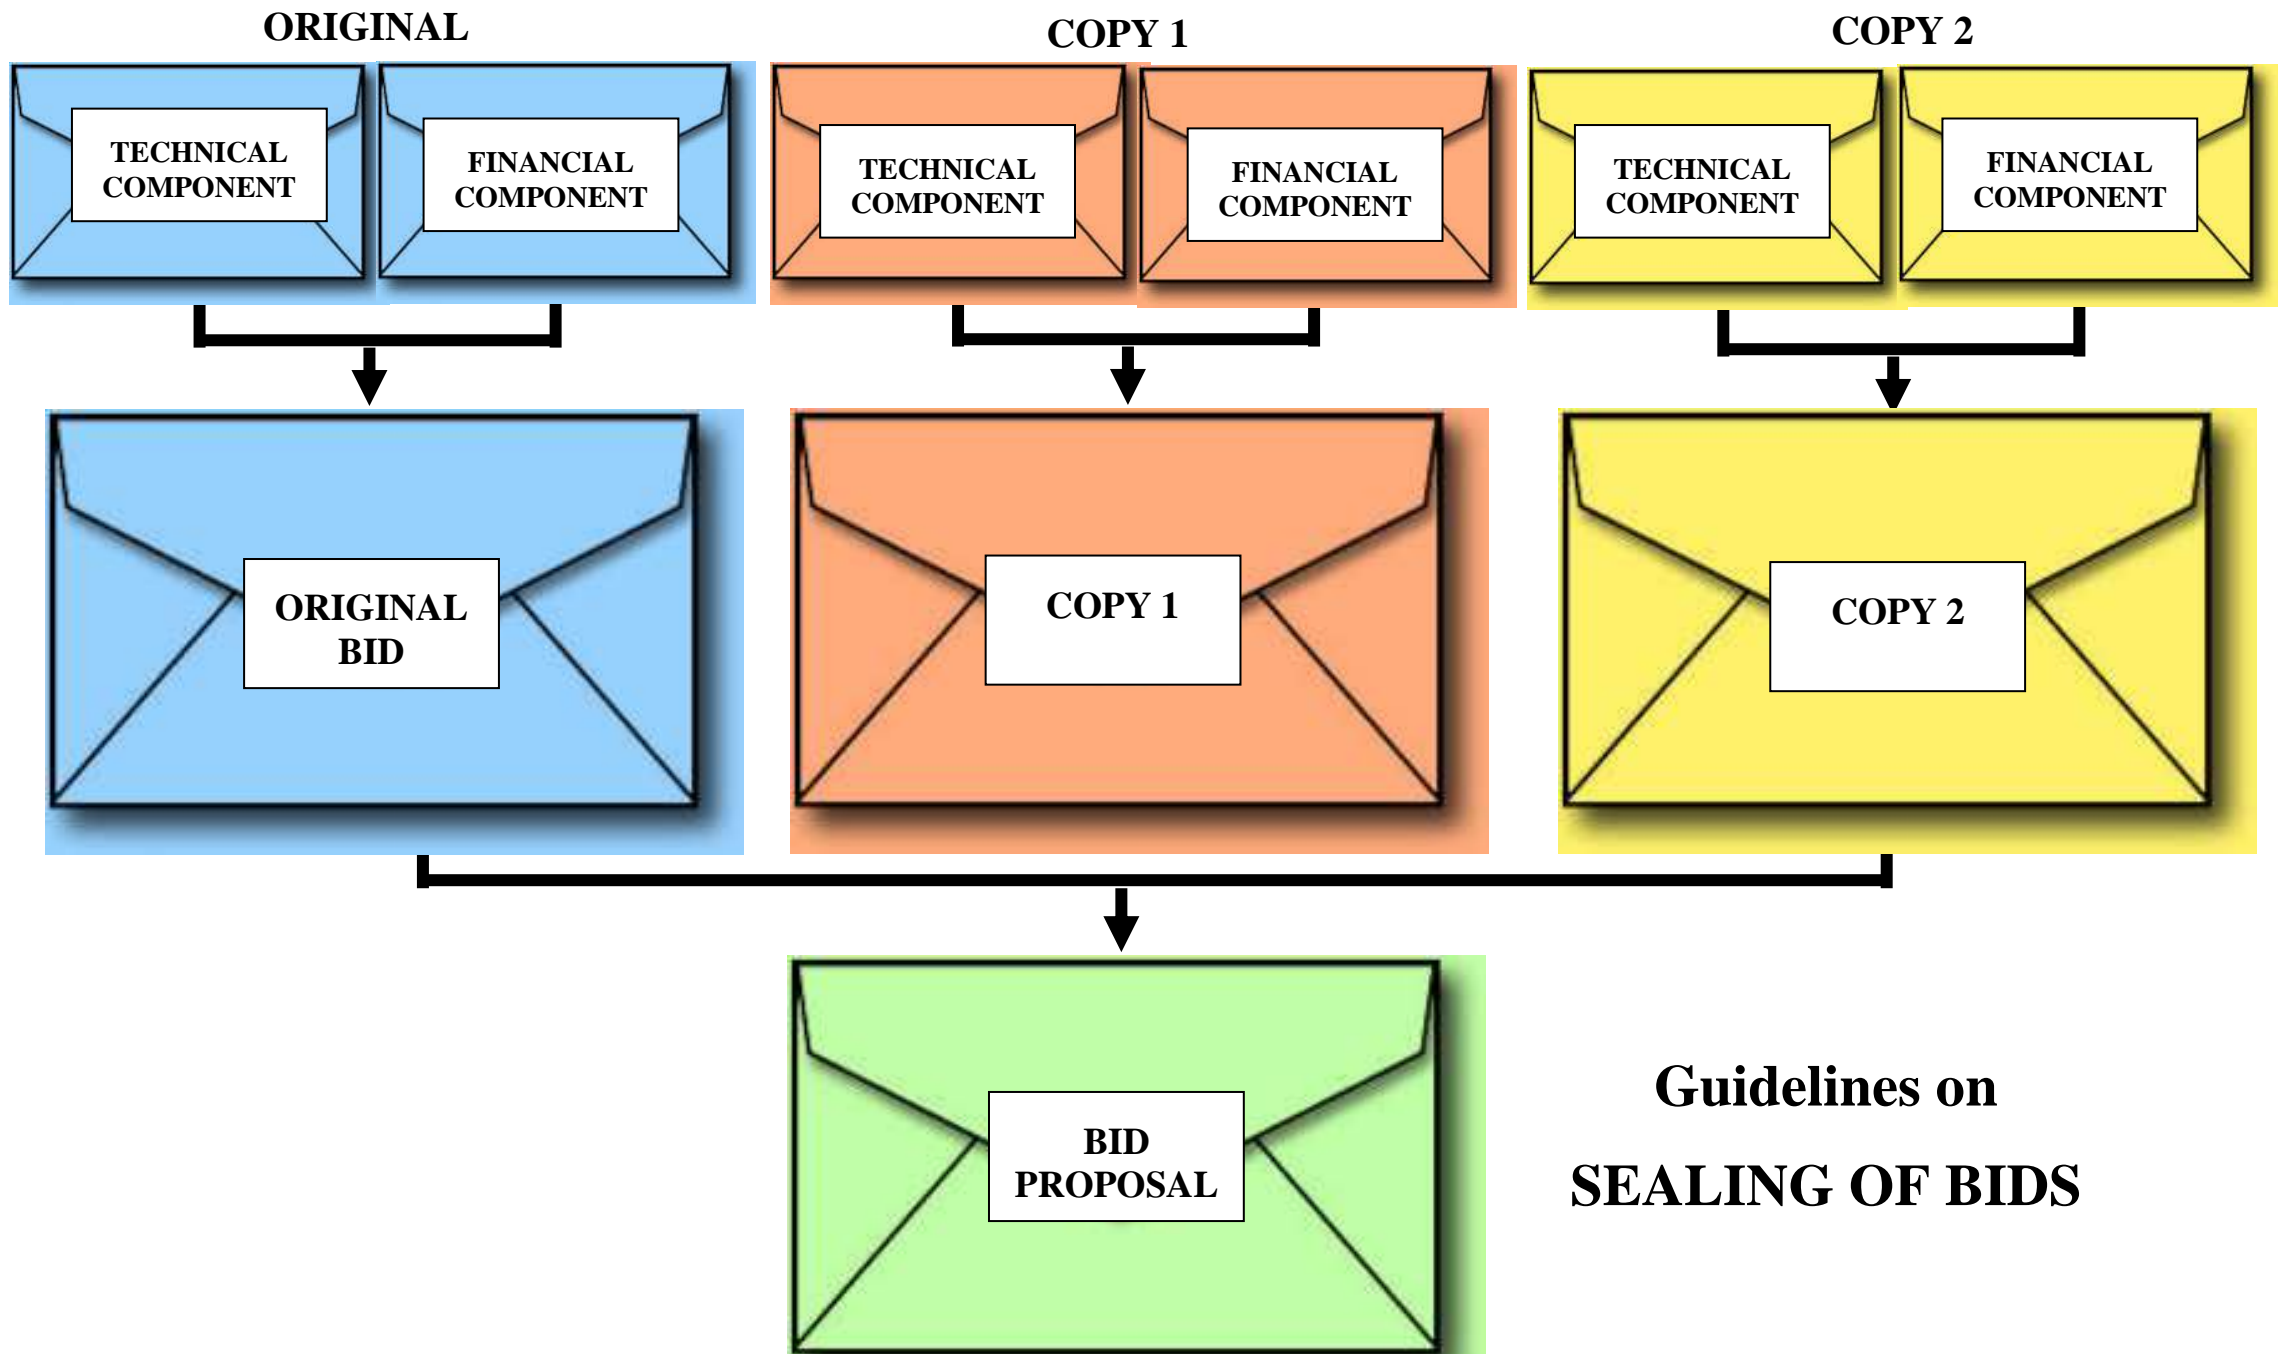 ORIGINAL
COPY 1
COPY 2
TECHNICAL
COMPONENT
FINANCIAL
COMPONENT
TECHNICAL
COMPONENT
FINANCIAL
COMPONENT
TECHNICAL
COMPONENT
FINANCIAL
COMPONENT
ORIGINAL
BID
COPY 1
COPY 2
BID
PROPOSAL
Guidelines on
SEALING OF BIDS